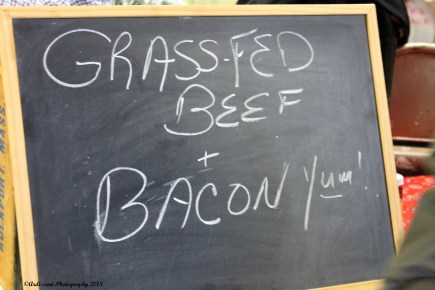 GRASS-FED
BEEF
+
BACON Yum!